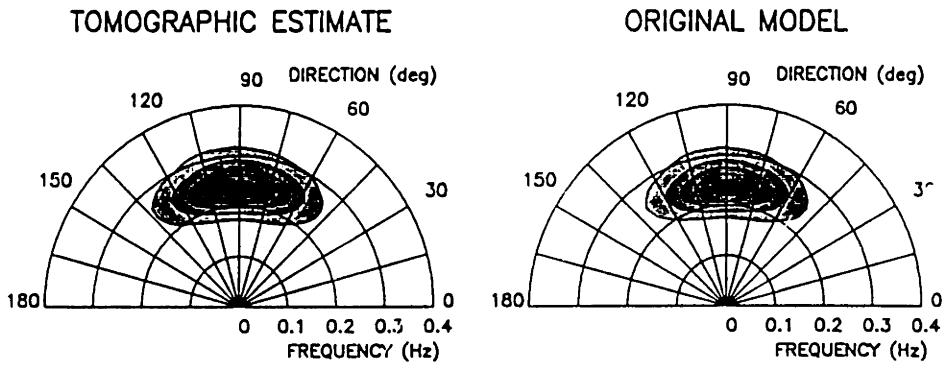 TOMOGRAPHIC ESTIMATE
DIRECTION (deg)
90
120
60
150
30
180
0
0 0.1 0.2 0.3 0.4
FREQUENCY (Hz)
ORIGINAL MODEL
DIRECTION (deg)
90
120
60
150
180
0
0 0.1 0.2 0.3 0.4
FREQUENCY (Hz)